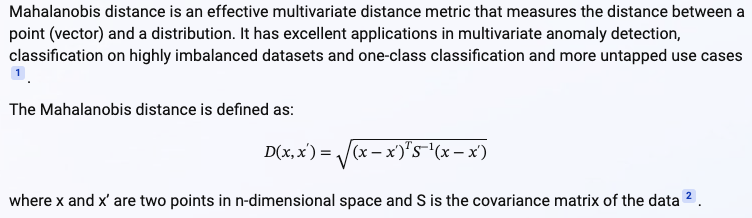 Mahalanobis distance is an effective multivariate distance metric that measures the distance between a
point (vector) and a distribution. It has excellent applications in multivariate anomaly detection,
classification on highly imbalanced datasets and one-class classification and more untapped use cases
1 .
The Mahalanobis distance is defined as:
D(x, x′) = √(x − x′)ᵀS⁻¹(x − x′)
where x and x′ are two points in n-dimensional space and S is the covariance matrix of the data 2 .